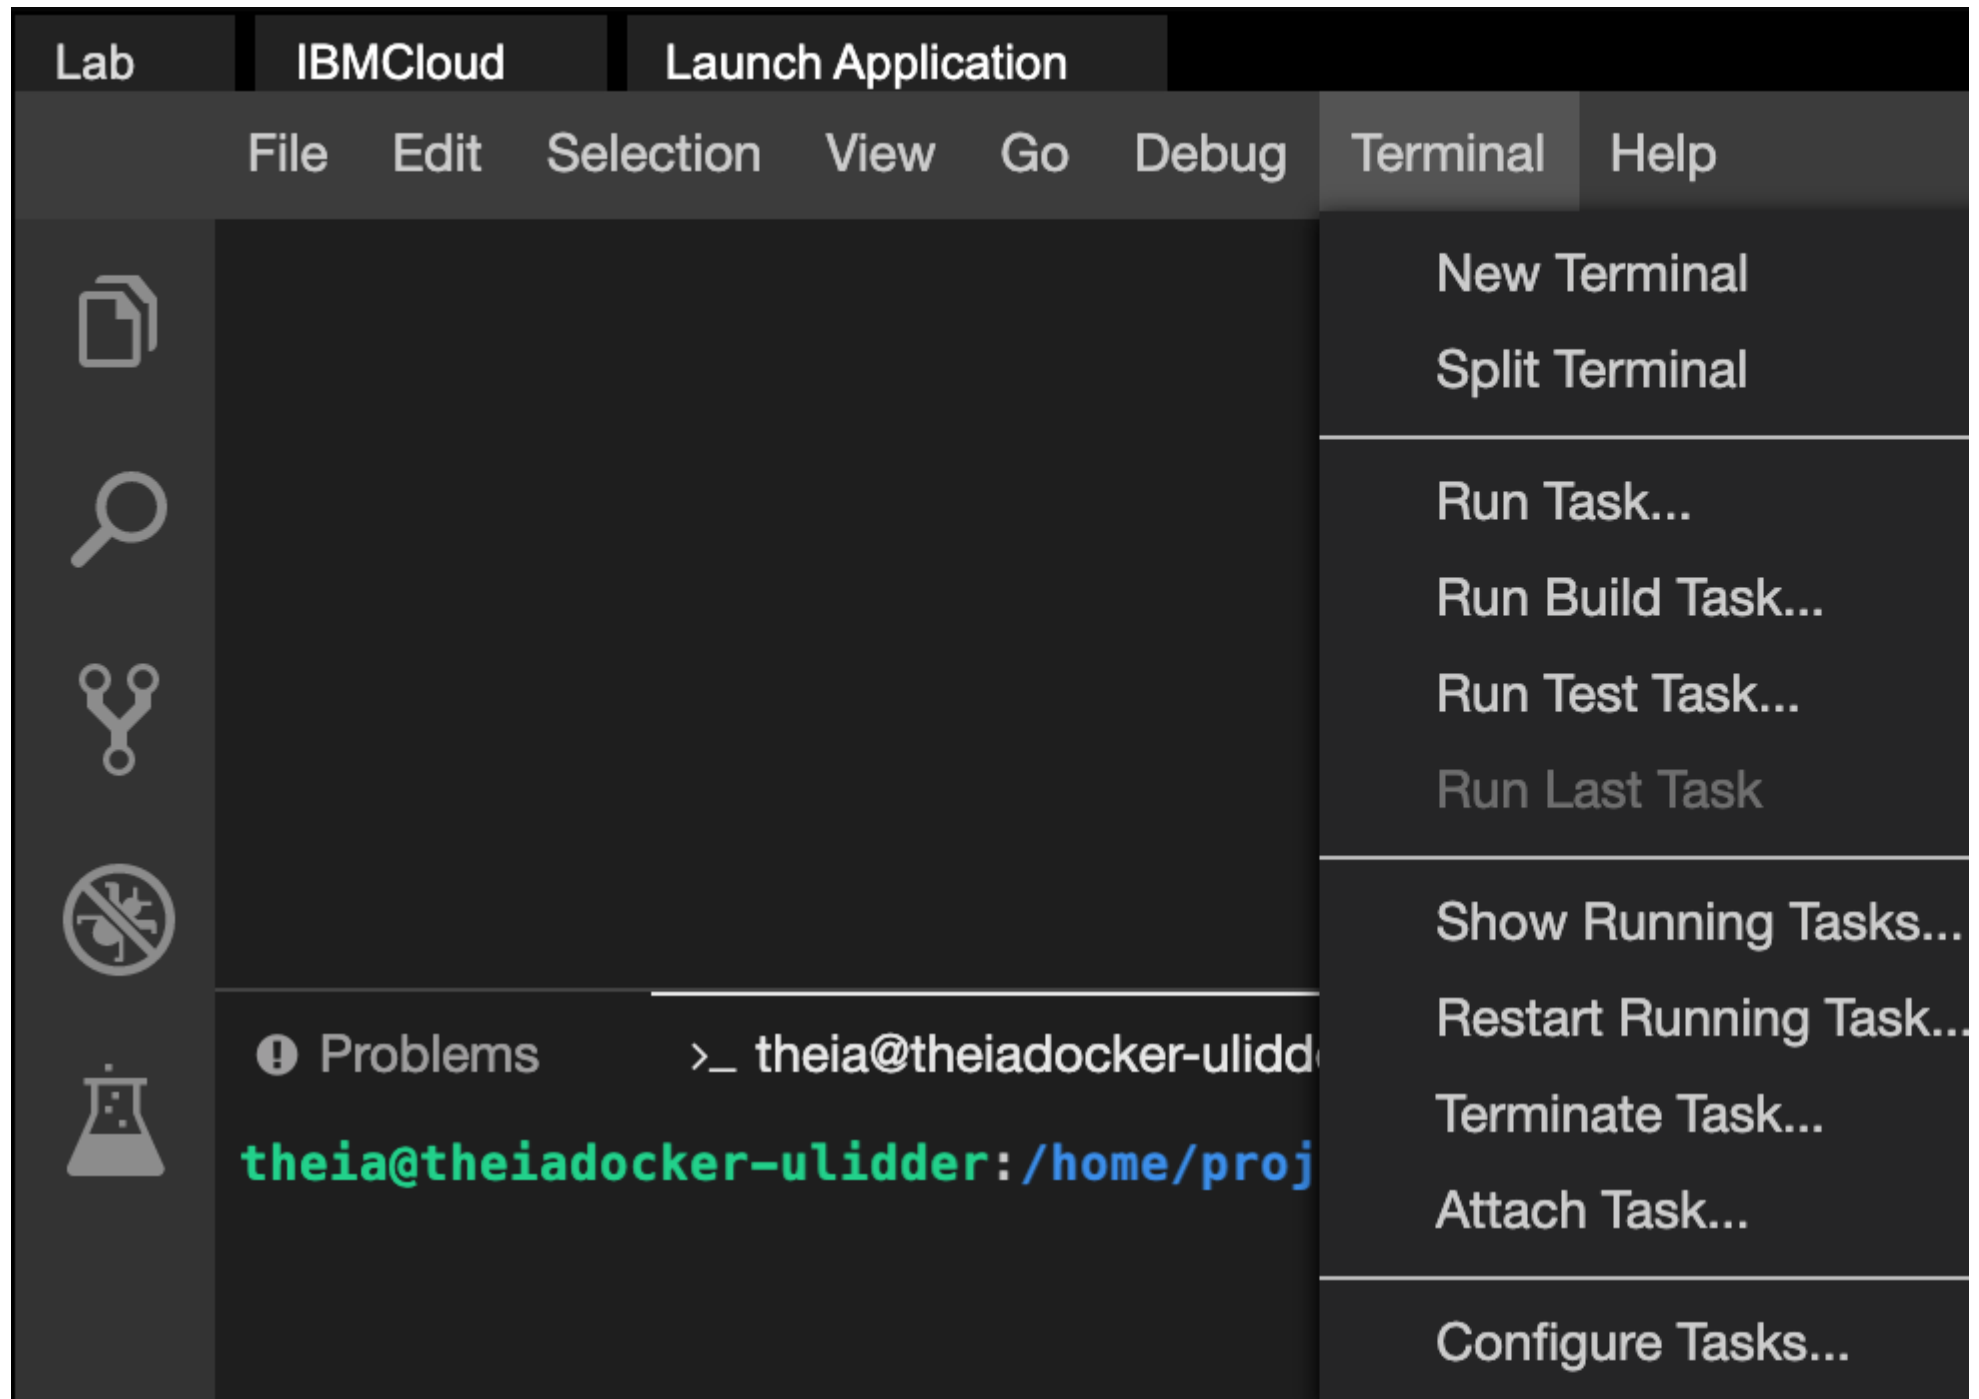 Lab IBMCloud Launch Application
File Edit Selection View Go Debug Terminal Help
New Terminal
Split Terminal
Run Task...
Run Build Task...
Run Test Task...
Run Last Task
Show Running Tasks...
Restart Running Task...
Terminate Task...
Attach Task...
Configure Tasks...
Problems >_ theia@theiadocker-ulidd
theia@theiadocker-ulidder:/home/proj